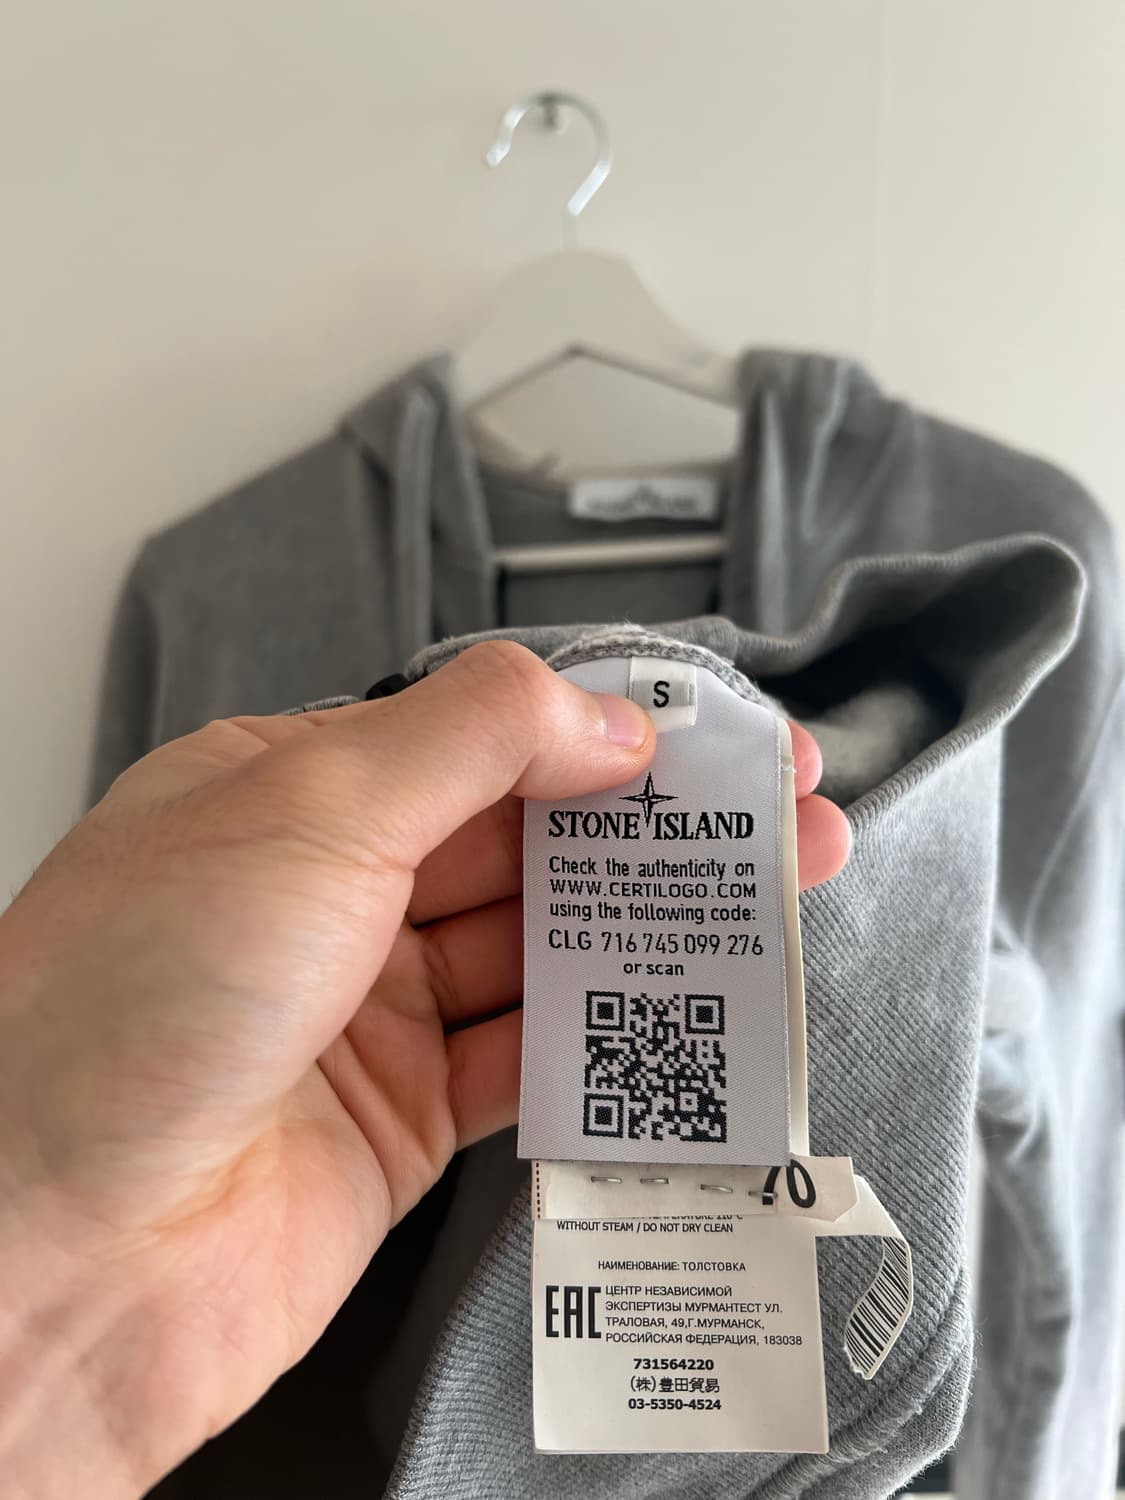 S
STONE ISLAND
Check the authenticity on
WWW.CERTILOGO.COM
using the following code:
CLG 716 745 099 276
or scan
70
WITHOUT STEAM / DO NOT DRY CLEAN
НАИМЕНОВАНИЕ: ТОЛСТОВКА
EAC
ЦЕНТР НЕЗАВИСИМОЙ
ЭКСПЕРТИЗЫ МУРМАНТЕСТ УЛ.
ТРАЛОВАЯ, 49,Г.МУРМАНСК,
РОССИЙСКАЯ ФЕДЕРАЦИЯ, 183038
731564220
(株)豊田貿易
03-5350-4524